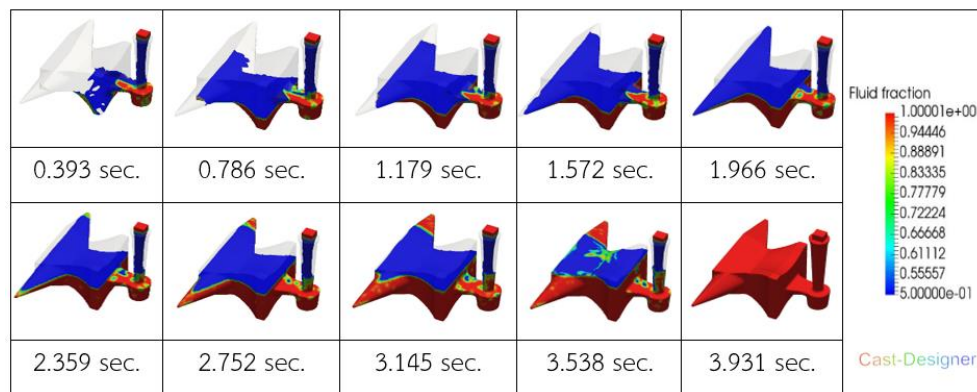 0.393 sec.
0.786 sec.
1.179 sec.
1.572 sec.
1.966 sec.
2.359 sec.
2.752 sec.
3.145 sec.
3.538 sec.
3.931 sec.
Fluid fraction
1.00001e+00
0.94446
0.88891
0.83335
0.77779
0.72224
0.66668
0.61112
0.55557
5.00000e-01
Cast-Designer